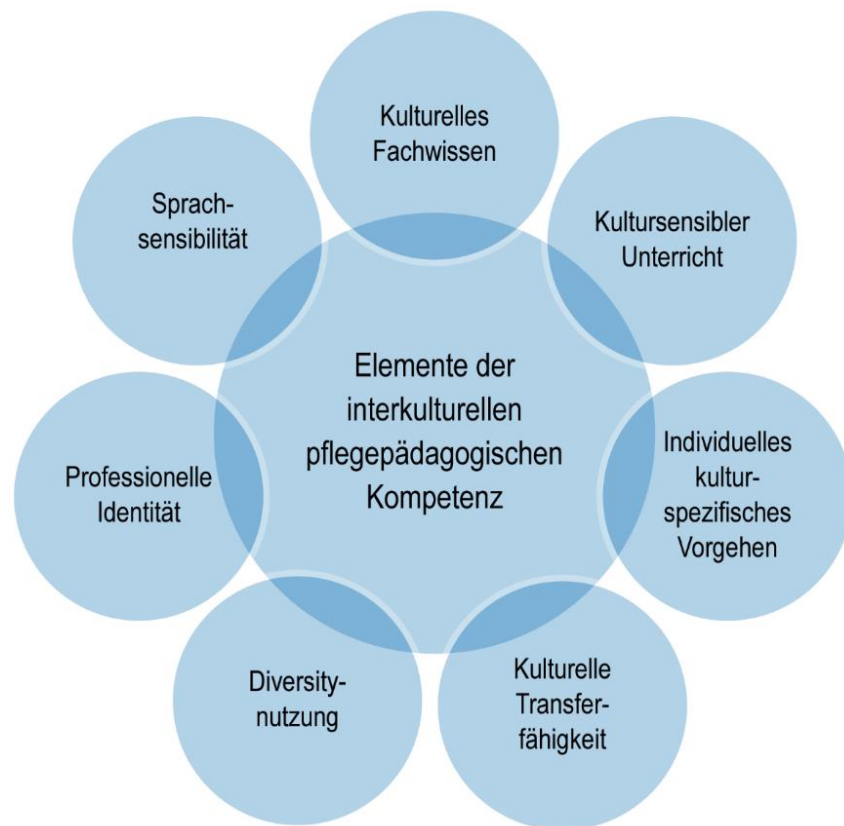 Kulturelles
Fachwissen
Kultursensibler
Unterricht
Individuelles
kultur-
spezifisches
Vorgehen
Kulturelle
Transfer-
fähigkeit
Diversity-
nutzung
Professionelle
Identität
Sprach-
sensibilität
Elemente der
interkulturellen
pflegepädagogischen
Kompetenz